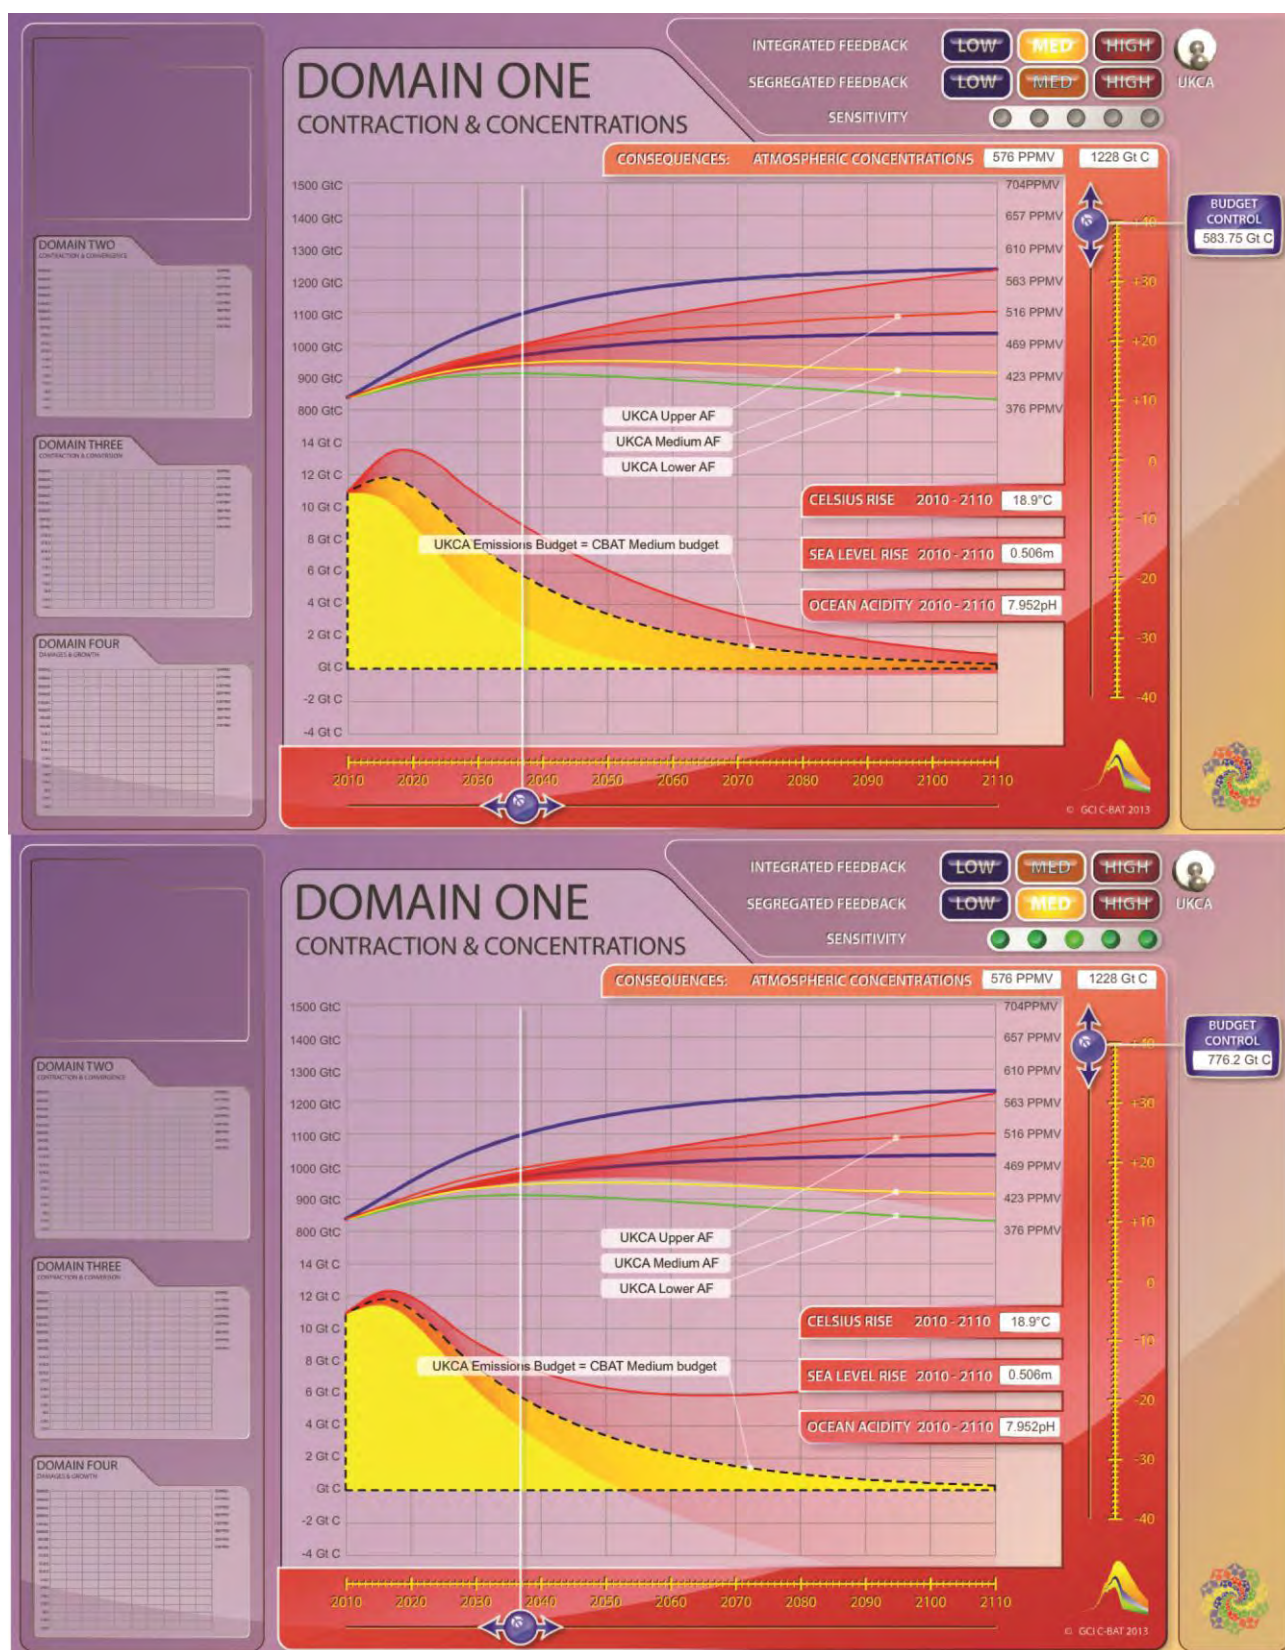 INTEGRATED FEEDBACK LOW MED HIGH
SEGREGATED FEEDBACK LOW MED HIGH UKCA
SENSITIVITY
DOMAIN ONE
CONTRACTION & CONCENTRATIONS
CONSEQUENCES: ATMOSPHERIC CONCENTRATIONS 576 PPMV 1228 Gt C
BUDGET
CONTROL
583.75 Gt C
1500 GtC 704PPMV
1400 GtC 657 PPMV
1300 GtC 610 PPMV
1200 GtC 563 PPMV
1100 GtC 516 PPMV
1000 GtC 469 PPMV
900 GtC 423 PPMV
800 GtC 376 PPMV
14 Gt C
12 Gt C
10 Gt C
8 Gt C
6 Gt C
4 Gt C
2 Gt C
Gt C
-2 Gt C
-4 Gt C
UKCA Upper AF
UKCA Medium AF
UKCA Lower AF
UKCA Emissions Budget = CBAT Medium budget
CELSIUS RISE 2010 - 2110 18.9°C
SEA LEVEL RISE 2010 - 2110 0.506m
OCEAN ACIDITY 2010 - 2110 7.952pH
+40
+30
+20
+10
0
-10
-20
-30
-40
2010 2020 2030 2040 2050 2060 2070 2080 2090 2100 2110
© GCI C-BAT 2013
DOMAIN TWO
CONTRACTION & CONVERGENCE
DOMAIN THREE
CONTRACTION & CONVERSION
DOMAIN FOUR
DAMAGES & GROWTH
INTEGRATED FEEDBACK LOW MED HIGH
SEGREGATED FEEDBACK LOW MED HIGH UKCA
SENSITIVITY
DOMAIN ONE
CONTRACTION & CONCENTRATIONS
CONSEQUENCES: ATMOSPHERIC CONCENTRATIONS 576 PPMV 1228 Gt C
BUDGET
CONTROL
776.2 Gt C
1500 GtC 704PPMV
1400 GtC 657 PPMV
1300 GtC 610 PPMV
1200 GtC 563 PPMV
1100 GtC 516 PPMV
1000 GtC 469 PPMV
900 GtC 423 PPMV
800 GtC 376 PPMV
14 Gt C
12 Gt C
10 Gt C
8 Gt C
6 Gt C
4 Gt C
2 Gt C
Gt C
-2 Gt C
-4 Gt C
UKCA Upper AF
UKCA Medium AF
UKCA Lower AF
UKCA Emissions Budget = CBAT Medium budget
CELSIUS RISE 2010 - 2110 18.9°C
SEA LEVEL RISE 2010 - 2110 0.506m
OCEAN ACIDITY 2010 - 2110 7.952pH
+40
+30
+20
+10
0
-10
-20
-30
-40
2010 2020 2030 2040 2050 2060 2070 2080 2090 2100 2110
© GCI C-BAT 2013
DOMAIN TWO
CONTRACTION & CONVERGENCE
DOMAIN THREE
CONTRACTION & CONVERSION
DOMAIN FOUR
DAMAGES & GROWTH